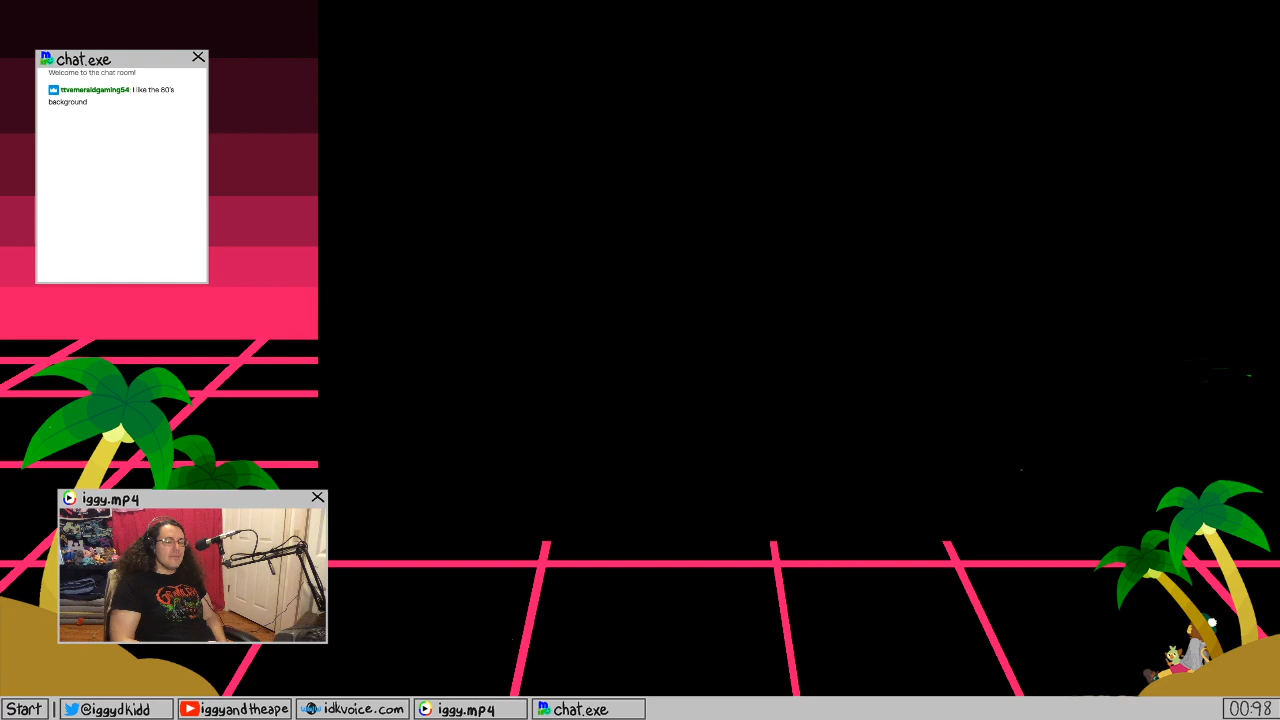 chat.exe
Welcome to the chat room!
ttvemeraldgaming54: I like the 80's
background
iggy.mp4
Start
@iggydkidd
iggyandtheape
idkvoice.com
iggy.mp4
chat.exe
00:98